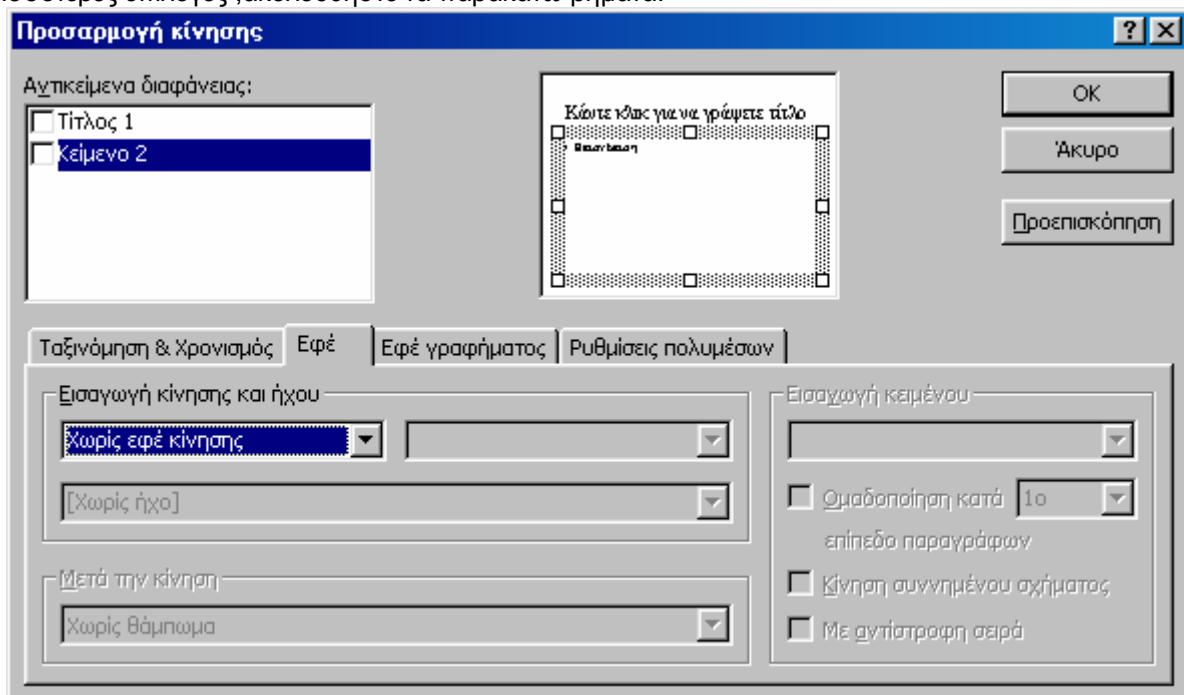 Προσαρμογή κίνησης
Αντικείμενα διαφάνειας:
Τίτλος 1
Κείμενο 2
Κάντε κλικ για να γράψετε τίτλο
OK
Άκυρο
Προεπισκόπηση
Ταξινόμηση & Χρονισμός Εφέ Εφέ γραφήματος Ρυθμίσεις πολυμέσων
Εισαγωγή κίνησης και ήχου
Χωρίς εφέ κίνησης
[Χωρίς ήχο]
Μετά την κίνηση
Χωρίς θάμπωμα
Εισαγωγή κειμένου
Ομαδοποίηση κατά 1ο
επίπεδο παραγράφων
Κίνηση συννημένου σχήματος
Με αντίστροφη σειρά